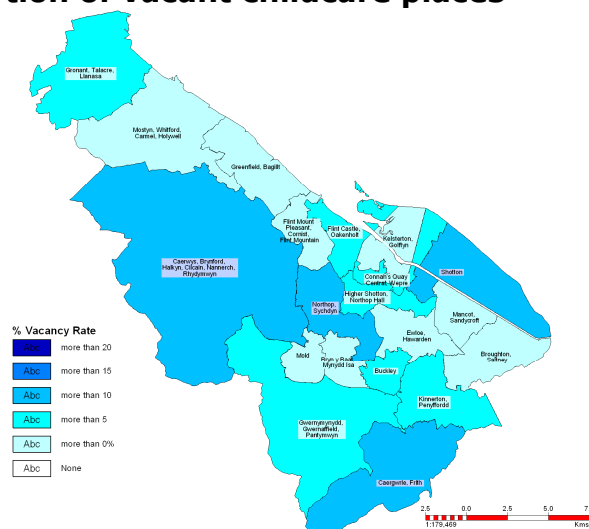 tion of vacant childcare places
Gronant, Talacre,
Llanasa
Mostyn, Whitford,
Carmel, Holywell
Greenfield, Bagillt
Flint Mount
Pleasant,
Cornist,
Flint Mountain
Flint Castle,
Oakenholt
Kelsterton,
Golftyn
Caerwys, Brynford,
Halkyn, Cilcain, Nannerch,
Rhydymwyn
Connah's Quay
Central, Wepre
Shotton
Higher Shotton,
Northop Hall
Northop,
Sychdyn
Mancot,
Sandycroft
Ewloe,
Hawarden
Broughton,
Saltney
Mold
Mynydd Isa
Buckley
Kinnerton,
Penyffordd
Gwernymynydd,
Gwernaffield,
Pantymwyn
Caergwrle, Frith
% Vacancy Rate
Abc more than 20
Abc more than 15
Abc more than 10
Abc more than 5
Abc more than 0%
Abc None
2.5 0.0 2.5 5.0
1:179,469 Kms